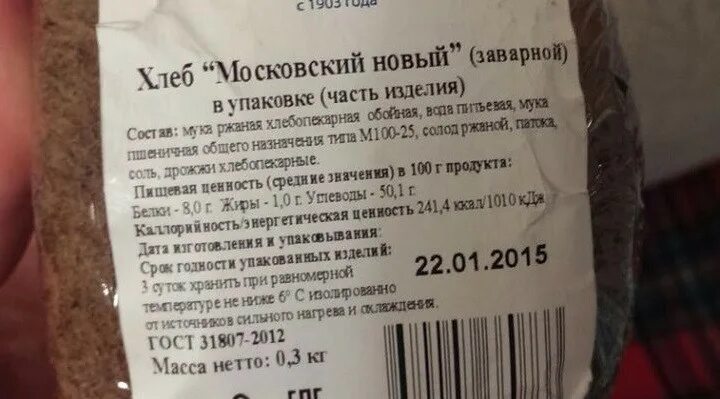 с 1903 года
Хлеб "Московский новый" (заварной)
в упаковке (часть изделия)
Состав: мука ржаная хлебопекарная обойная, вода питьевая, мука
пшеничная общего назначения типа М100-25, солод ржаной, патока,
соль, дрожжи хлебопекарные.
Пищевая ценность (средние значения) в 100 г продукта:
Белки - 8,0 г. Жиры - 1,0 г. Углеводы - 50,1 г.
Каллорийность/энергетическая ценность 241,4 ккал/1010 кДж
Дата изготовления и упаковывания:
Срок годности упакованных изделий:
22.01.2015
3 суток хранить при равномерной
температуре не ниже 6° С изолированно
от источников сильного нагрева и охлаждения.
ГОСТ 31807-2012
Масса нетто: 0,3 кг